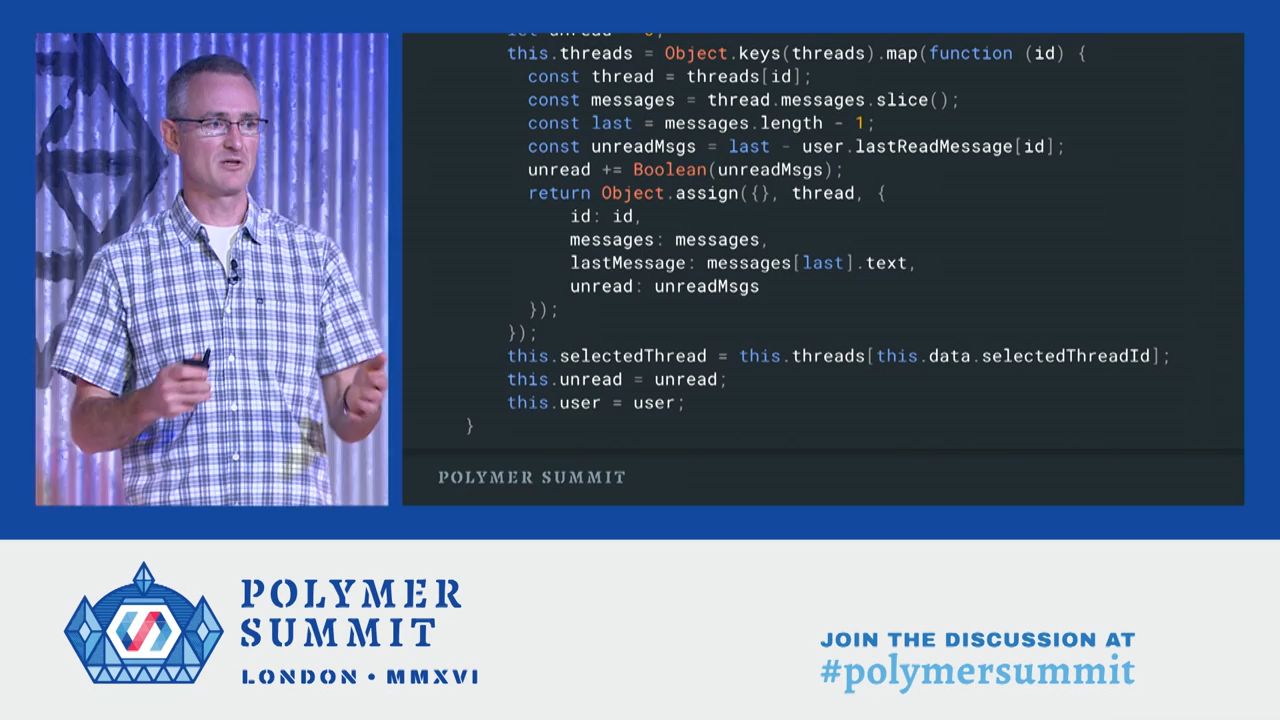 this.threads = Object.keys(threads).map(function (id) {
const thread = threads[id];
const messages = thread.messages.slice();
const last = messages.length - 1;
const unreadMsgs = last - user.lastReadMessage[id];
unread += Boolean(unreadMsgs);
return Object.assign({}, thread, {
id: id,
messages: messages,
lastMessage: messages[last].text,
unread: unreadMsgs
});
});
this.selectedThread = this.threads[this.data.selectedThreadId];
this.unread = unread;
this.user = user;
}
POLYMER SUMMIT
POLYMER
SUMMIT
LONDON • MMXVI
JOIN THE DISCUSSION AT
#polymersummit